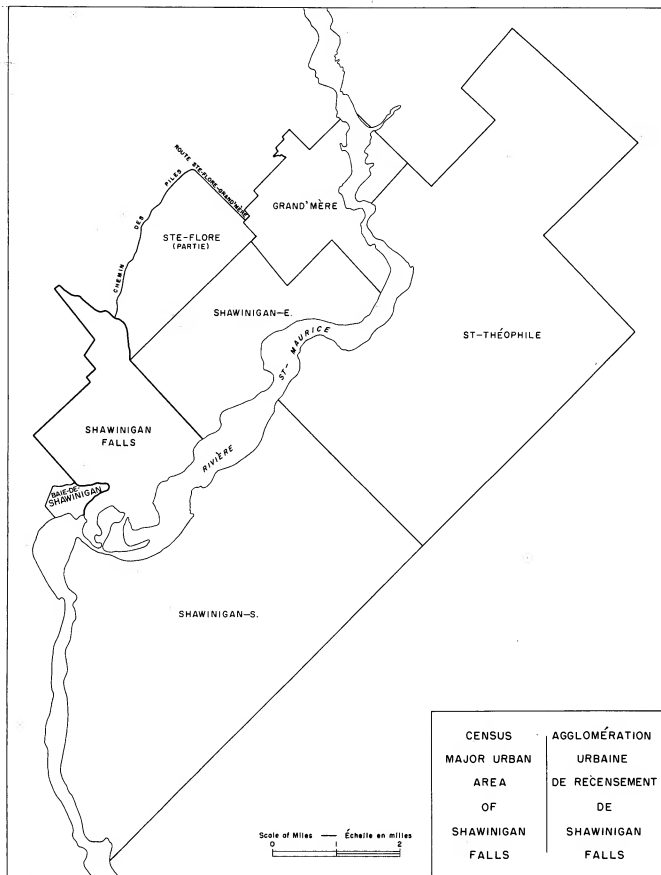 ROUTE STE-FLORE-GRAND'MÈRE
CHEMIN DES PILES
GRAND'MÈRE
STE-FLORE
(PARTIE)
SHAWINIGAN-E.
ST-THÉOPHILE
RIVIÈRE ST-MAURICE
SHAWINIGAN
FALLS
BAIE-DE-
SHAWINIGAN
SHAWINIGAN-S.
Scale of Miles — Échelle en milles
0 1 2
CENSUS
MAJOR URBAN
AREA
OF
SHAWINIGAN
FALLS
AGGLOMÉRATION
URBAINE
DE RECENSEMENT
DE
SHAWINIGAN
FALLS